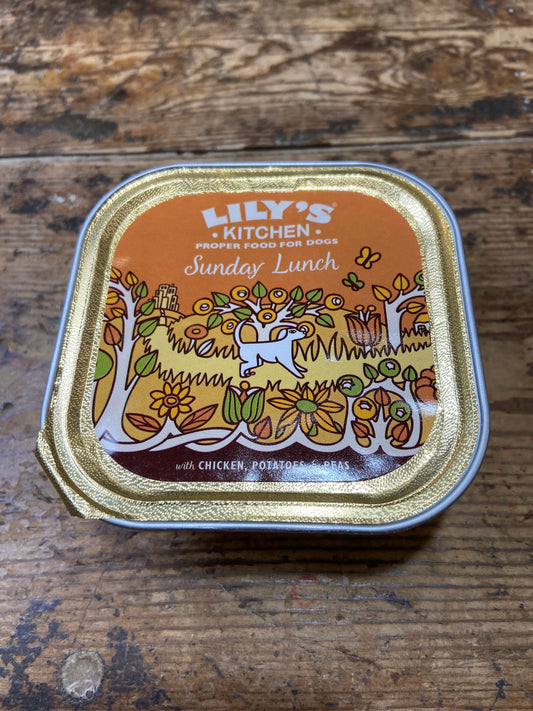 LILY'S®
• KITCHEN •
PROPER FOOD FOR DOGS
Sunday Lunch
with CHICKEN, POTATOES & PEAS